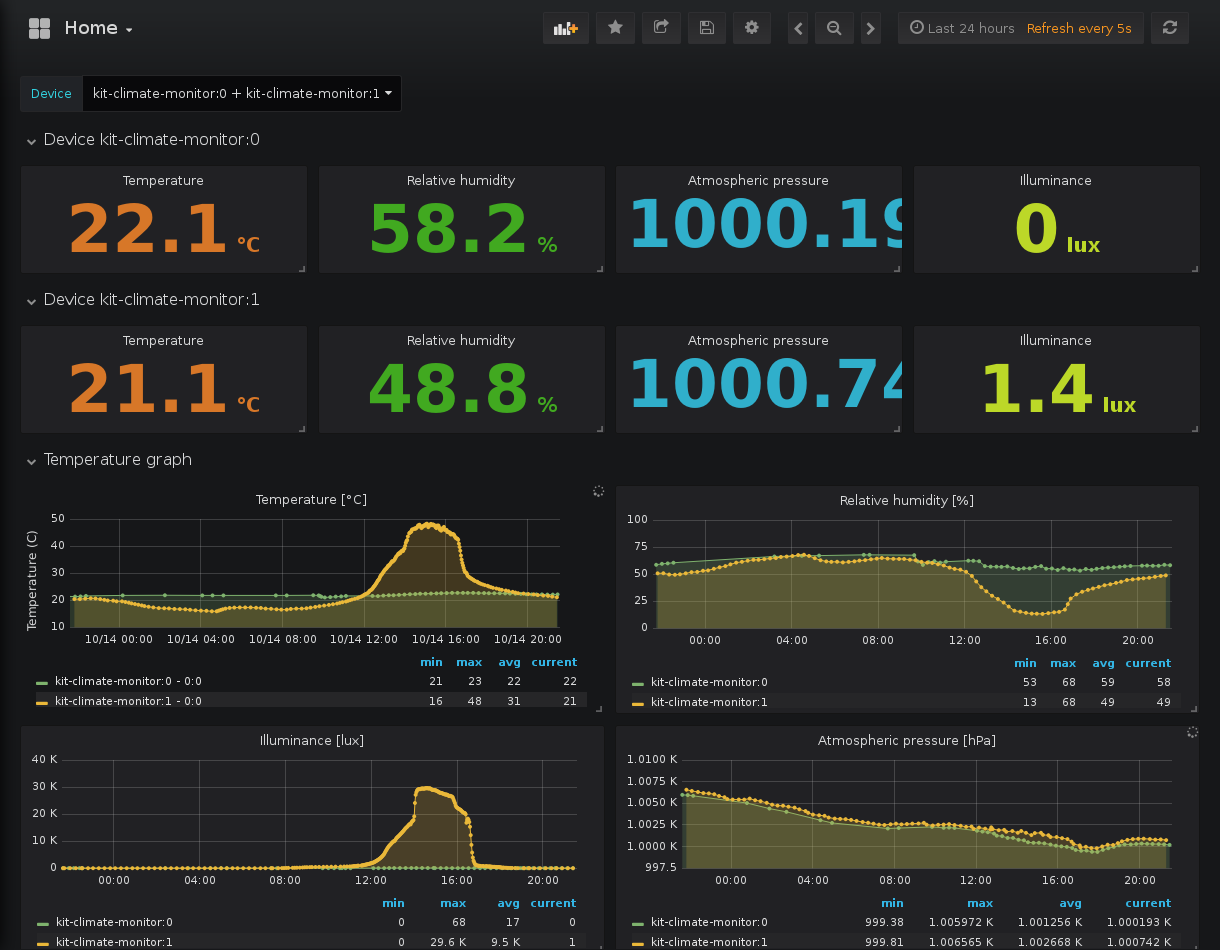 Home
Last 24 hours Refresh every 5s
Device kit-climate-monitor:0 + kit-climate-monitor:1
Device kit-climate-monitor:0
Temperature Relative humidity Atmospheric pressure Illuminance
22.1 °C 58.2 % 1000.19 0 lux
Device kit-climate-monitor:1
Temperature Relative humidity Atmospheric pressure Illuminance
21.1 °C 48.8 % 1000.74 1.4 lux
Temperature graph
Temperature [°C]
Temperature (C)
50
40
30
20
10
10/14 00:00 10/14 04:00 10/14 08:00 10/14 12:00 10/14 16:00 10/14 20:00
min max avg current
kit-climate-monitor:0 - 0:0 21 23 22 22
kit-climate-monitor:1 - 0:0 16 48 31 21
Relative humidity [%]
100
75
50
25
0
00:00 04:00 08:00 12:00 16:00 20:00
min max avg current
kit-climate-monitor:0 53 68 59 58
kit-climate-monitor:1 13 68 49 49
Illuminance [lux]
40 K
30 K
20 K
10 K
0
00:00 04:00 08:00 12:00 16:00 20:00
min max avg current
kit-climate-monitor:0 0 68 17 0
kit-climate-monitor:1 0 29.6 K 9.5 K 1
Atmospheric pressure [hPa]
1.0100 K
1.0075 K
1.0050 K
1.0025 K
1.0000 K
997.5
00:00 04:00 08:00 12:00 16:00 20:00
min max avg current
kit-climate-monitor:0 999.38 1.005972 K 1.001256 K 1.000193 K
kit-climate-monitor:1 999.81 1.006565 K 1.002668 K 1.000742 K